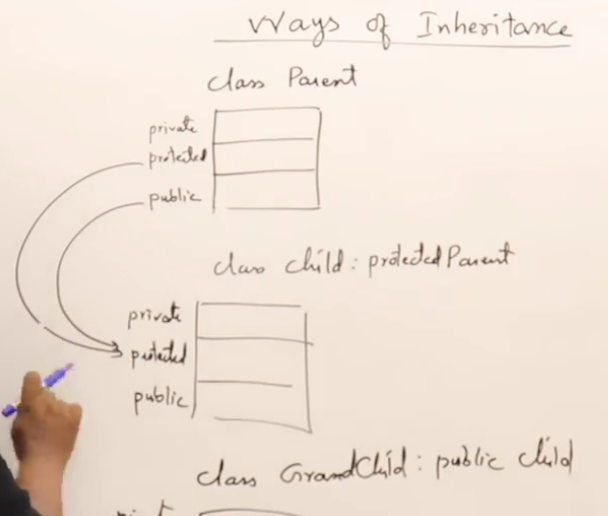 Ways of Inheritance
class Parent
private
protected
public
class Child : protected Parent
private
protected
public
class GrandChild : public child